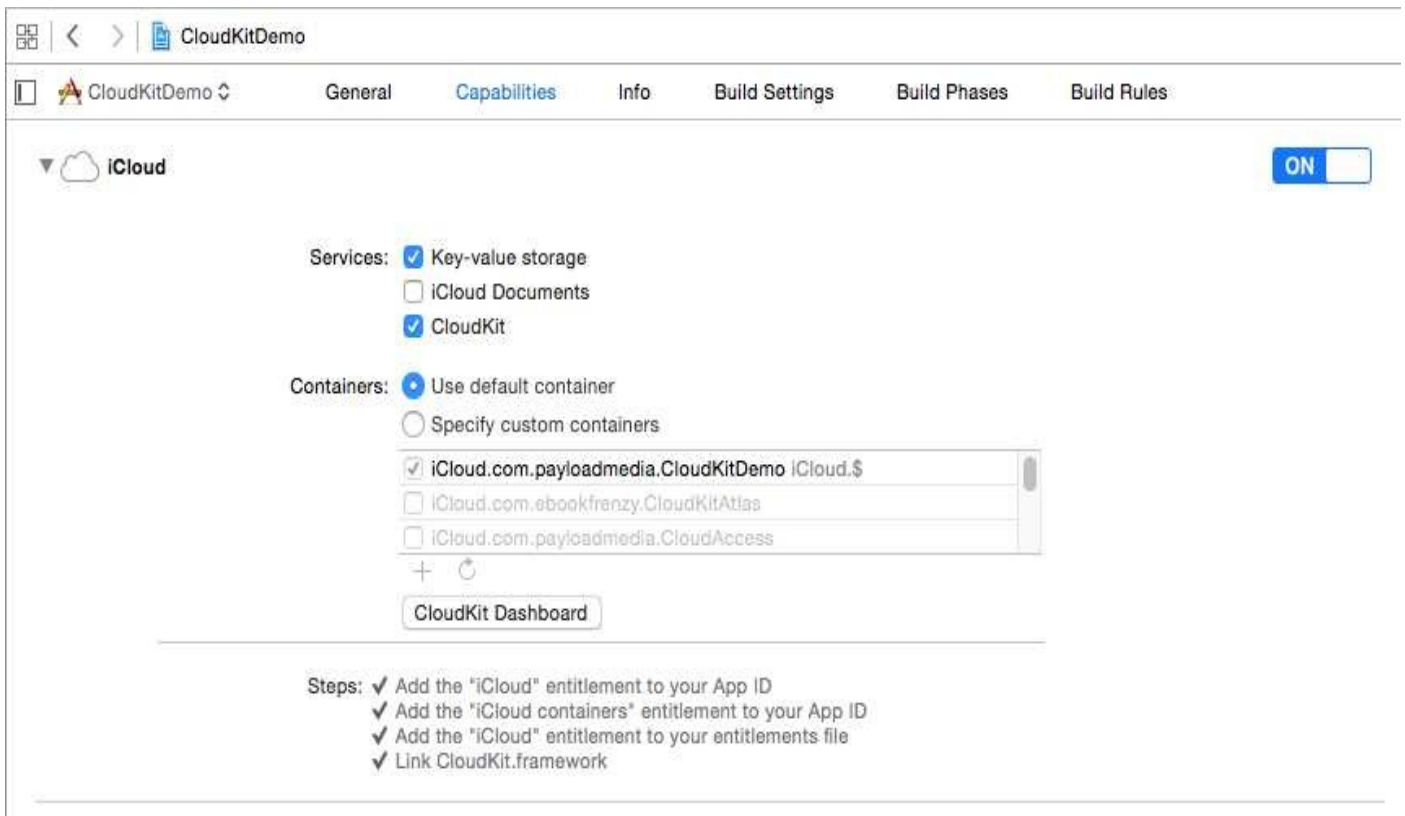 CloudKitDemo
CloudKitDemo General Capabilities Info Build Settings Build Phases Build Rules
iCloud ON
Services: Key-value storage
iCloud Documents
CloudKit
Containers: Use default container
Specify custom containers
iCloud.com.payloadmedia.CloudKitDemo iCloud.$
iCloud.com.ebookfrenzy.CloudKitAtlas
iCloud.com.payloadmedia.CloudAccess
CloudKit Dashboard
Steps: ✓ Add the "iCloud" entitlement to your App ID
✓ Add the "iCloud containers" entitlement to your App ID
✓ Add the "iCloud" entitlement to your entitlements file
✓ Link CloudKit.framework